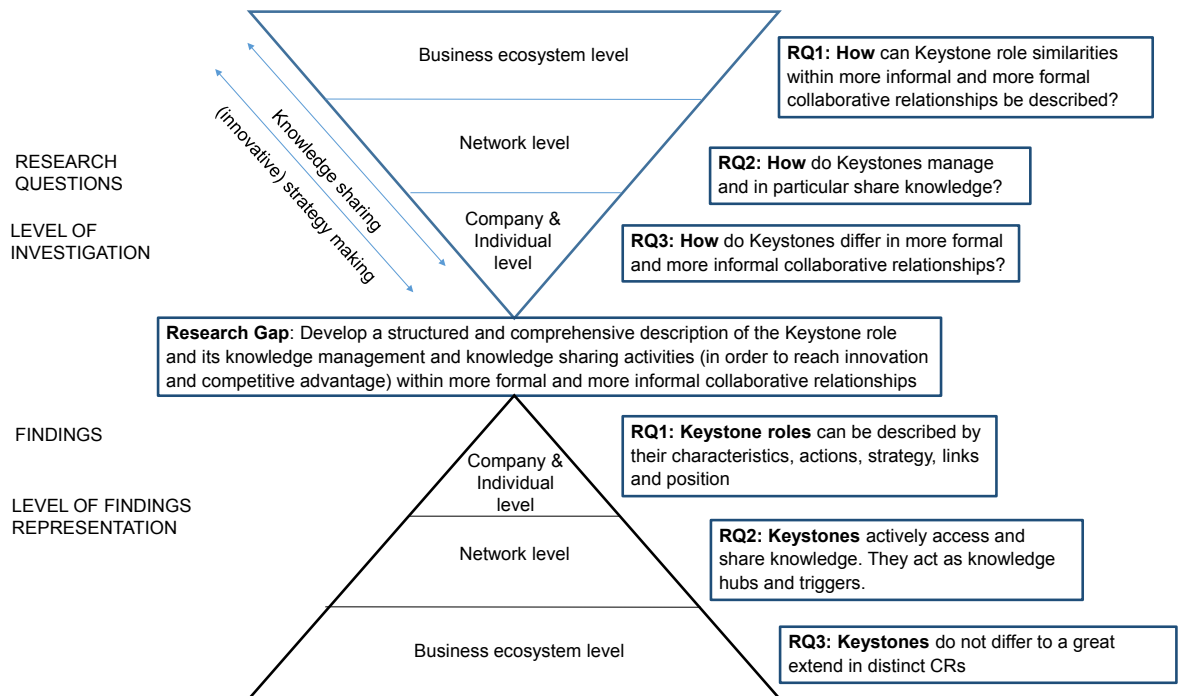 Business ecosystem level
RQ1: How can Keystone role similarities
within more informal and more formal
collaborative relationships be described?
Knowledge sharing
(innovative) strategy making
Network level
RESEARCH
QUESTIONS
RQ2: How do Keystones manage
and in particular share knowledge?
LEVEL OF
INVESTIGATION
Company &
Individual
level
RQ3: How do Keystones differ in more formal
and more informal collaborative relationships?
Research Gap: Develop a structured and comprehensive description of the Keystone role
and its knowledge management and knowledge sharing activities (in order to reach innovation
and competitive advantage) within more formal and more informal collaborative relationships
FINDINGS
RQ1: Keystone roles can be described by
their characteristics, actions, strategy, links
and position
Company &
Individual
level
LEVEL OF FINDINGS
REPRESENTATION
Network level
RQ2: Keystones actively access and
share knowledge. They act as knowledge
hubs and triggers.
Business ecosystem level
RQ3: Keystones do not differ to a great
extend in distinct CRs